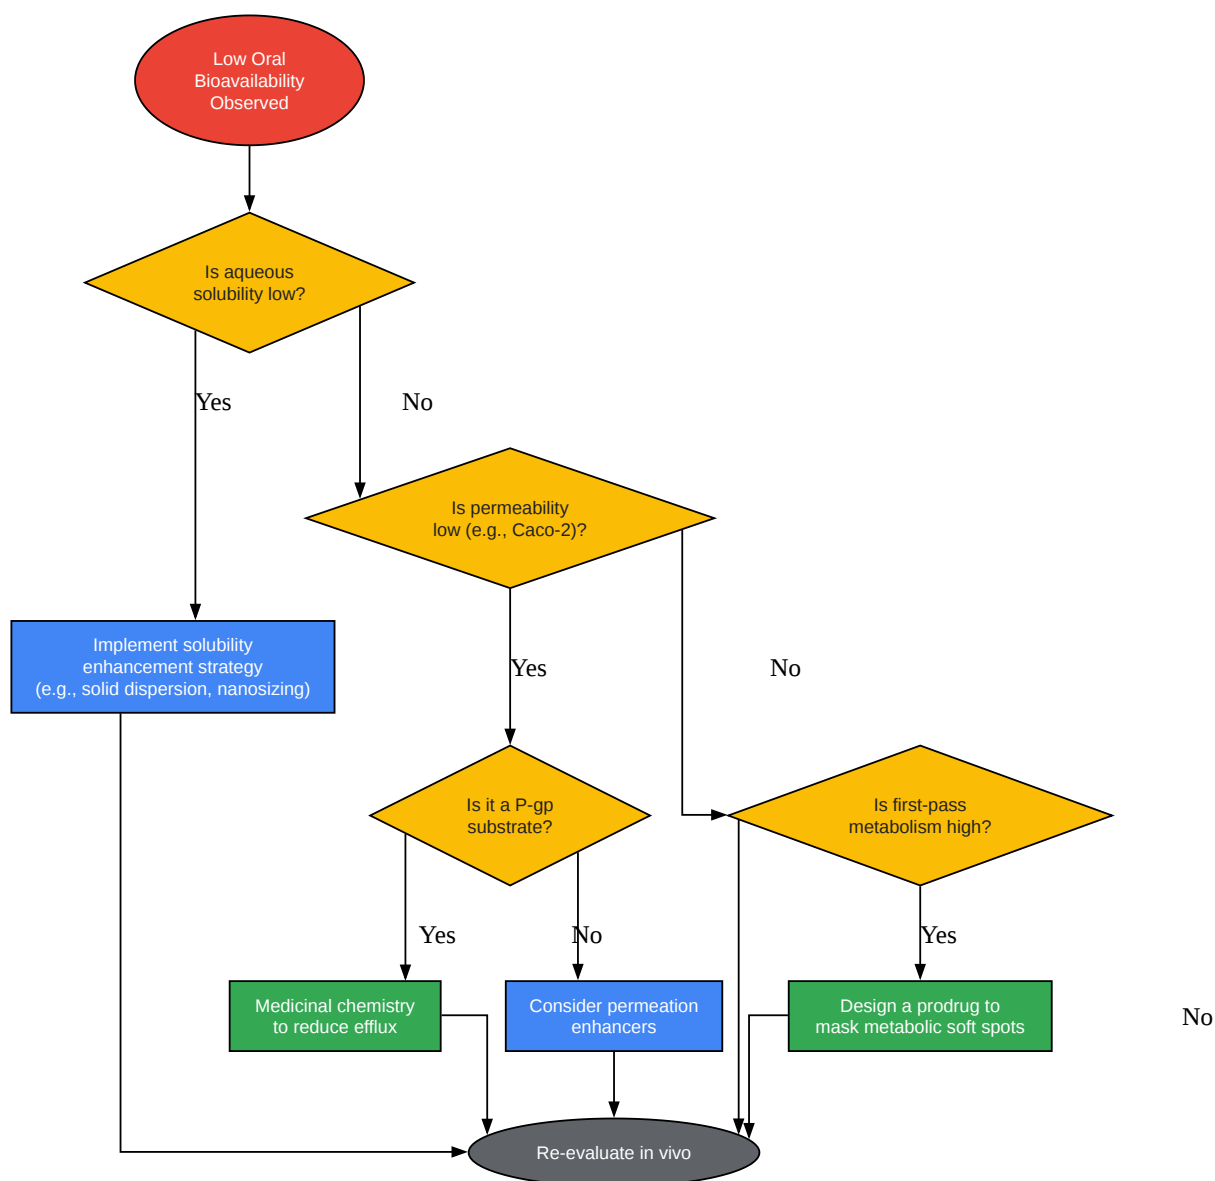 Low Oral
Bioavailability
Observed
Is aqueous
solubility low?
Yes
No
Is permeability
low (e.g., Caco-2)?
Implement solubility
enhancement strategy
(e.g., solid dispersion, nanosizing)
Yes
No
Is it a P-gp
substrate?
Is first-pass
metabolism high?
Yes
No
Yes
Medicinal chemistry
to reduce efflux
Consider permeation
enhancers
Design a prodrug to
mask metabolic soft spots
No
Re-evaluate in vivo